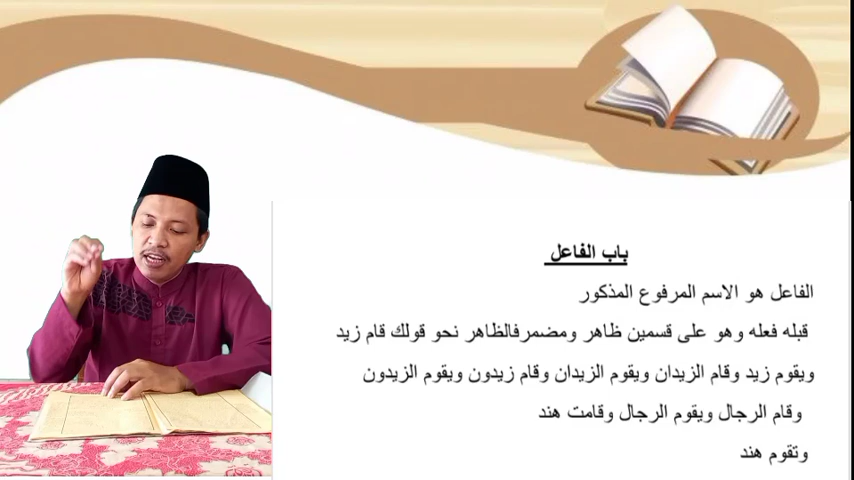 باب الفاعل
الفاعل هو الاسم المرفوع المذكور
قبله فعله وهو على قسمين ظاهر ومضمرفالظاهر نحو قولك قام زيد
ويقوم زيد وقام الزيدان ويقوم الزيدان وقام زيدون ويقوم الزيدون
وقام الرجال ويقوم الرجال وقامت هند
وتقوم هند